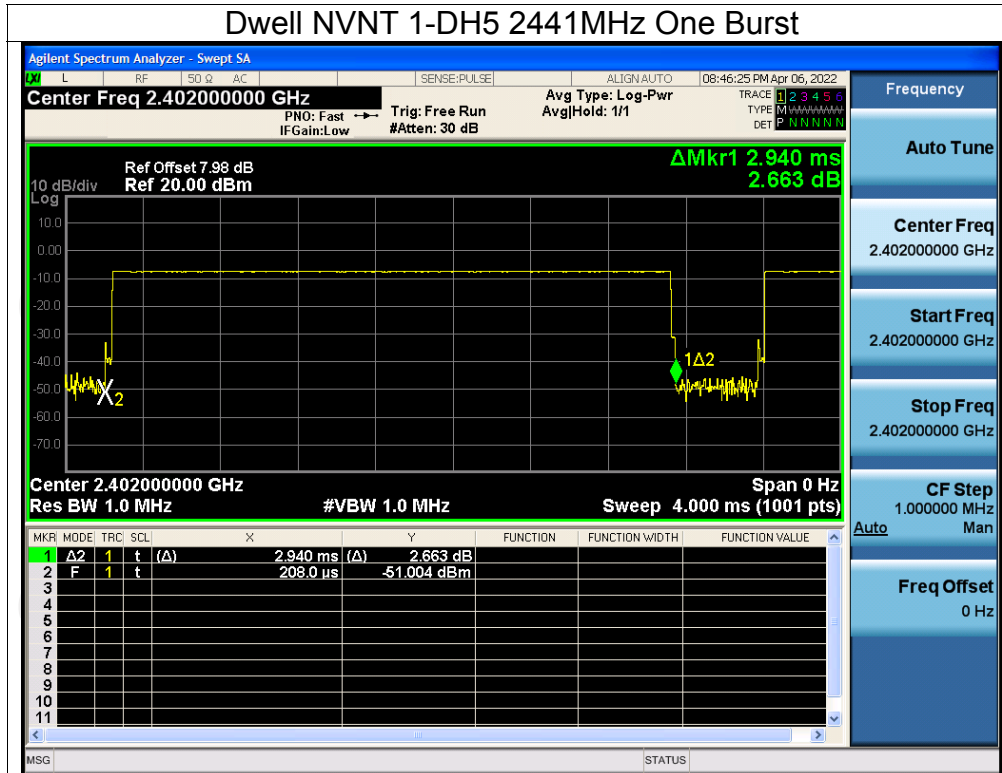 Dwell NVNT 1-DH5 2441MHz One Burst
Agilent Spectrum Analyzer - Swept SA
LXI L RF 50 Ω AC SENSE:PULSE ALIGN AUTO 08:46:25 PM Apr 06, 2022
Center Freq 2.402000000 GHz
PNO: Fast
IFGain:Low
Trig: Free Run
#Atten: 30 dB
Avg Type: Log-Pwr
Avg|Hold: 1/1
TRACE 1 2 3 4 5 6
TYPE M WWWWW
DET P N N N N N
Frequency
Auto Tune
Center Freq
2.402000000 GHz
Start Freq
2.402000000 GHz
Stop Freq
2.402000000 GHz
CF Step
1.000000 MHz
Auto Man
Freq Offset
0 Hz
ΔMkr1 2.940 ms
2.663 dB
Ref Offset 7.98 dB
10 dB/div Ref 20.00 dBm
Log
10.0
0.00
-10.0
-20.0
-30.0
-40.0
-50.0
-60.0
-70.0
1Δ2
X2
Center 2.402000000 GHz Span 0 Hz
Res BW 1.0 MHz #VBW 1.0 MHz Sweep 4.000 ms (1001 pts)
MKR MODE TRC SCL X Y FUNCTION FUNCTION WIDTH FUNCTION VALUE
1 Δ2 1 t (Δ) 2.940 ms (Δ) 2.663 dB
2 F 1 t 208.0 µs -51.004 dBm
3
4
5
6
7
8
9
10
11
MSG STATUS